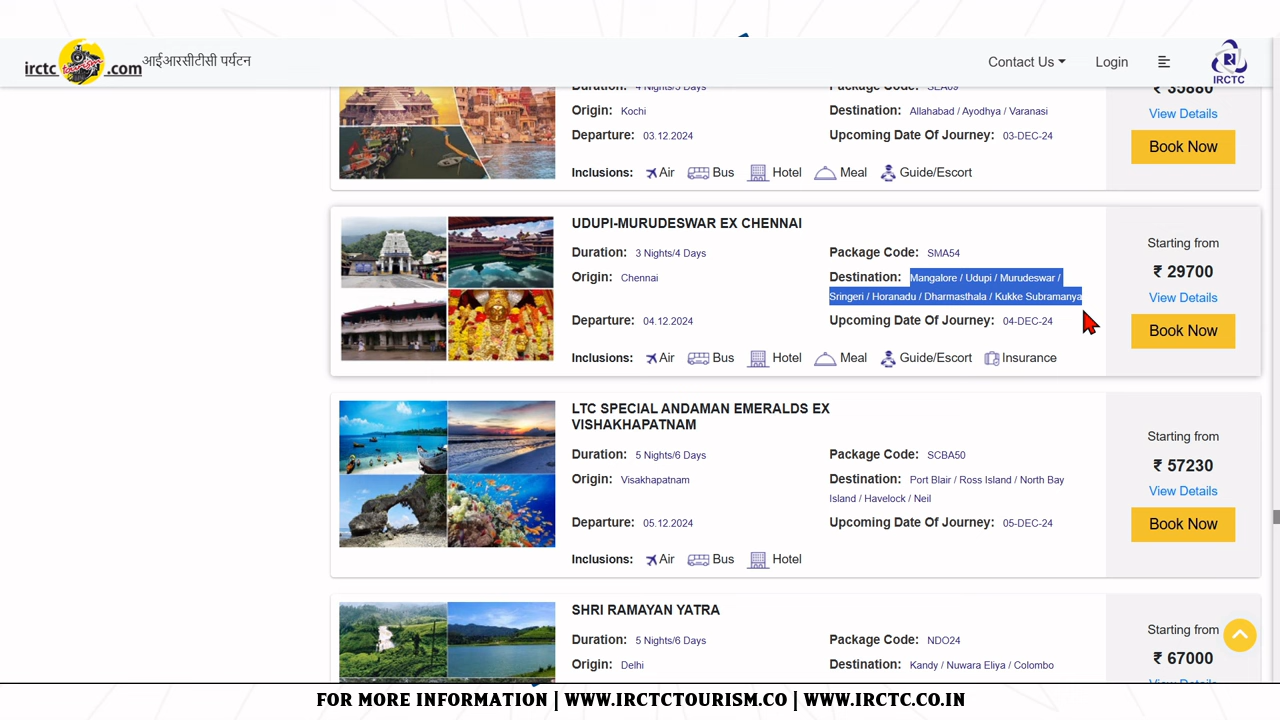 irctc .com आईआरसीटीसी पर्यटन
Contact Us
Login
IRCTC
Duration: 4 Nights/5 Days
₹ 35880
Origin: Kochi
Destination: Allahabad / Ayodhya / Varanasi
View Details
Departure: 03.12.2024
Upcoming Date Of Journey: 03-DEC-24
Book Now
Inclusions: Air Bus Hotel Meal Guide/Escort
UDUPI-MURUDESWAR EX CHENNAI
Duration: 3 Nights/4 Days
Package Code: SMA54
Starting from
Origin: Chennai
Destination: Mangalore / Udupi / Murudeswar /
Sringeri / Horanadu / Dharmasthala / Kukke Subramanya
₹ 29700
View Details
Departure: 04.12.2024
Upcoming Date Of Journey: 04-DEC-24
Book Now
Inclusions: Air Bus Hotel Meal Guide/Escort Insurance
LTC SPECIAL ANDAMAN EMERALDS EX
VISHAKHAPATNAM
Duration: 5 Nights/6 Days
Package Code: SCBA50
Starting from
Origin: Visakhapatnam
Destination: Port Blair / Ross Island / North Bay
Island / Havelock / Neil
₹ 57230
View Details
Departure: 05.12.2024
Upcoming Date Of Journey: 05-DEC-24
Book Now
Inclusions: Air Bus Hotel
SHRI RAMAYAN YATRA
Duration: 5 Nights/6 Days
Package Code: NDO24
Starting from
Origin: Delhi
Destination: Kandy / Nuwara Eliya / Colombo
₹ 67000
FOR MORE INFORMATION | WWW.IRCTCTOURISM.CO | WWW.IRCTC.CO.IN